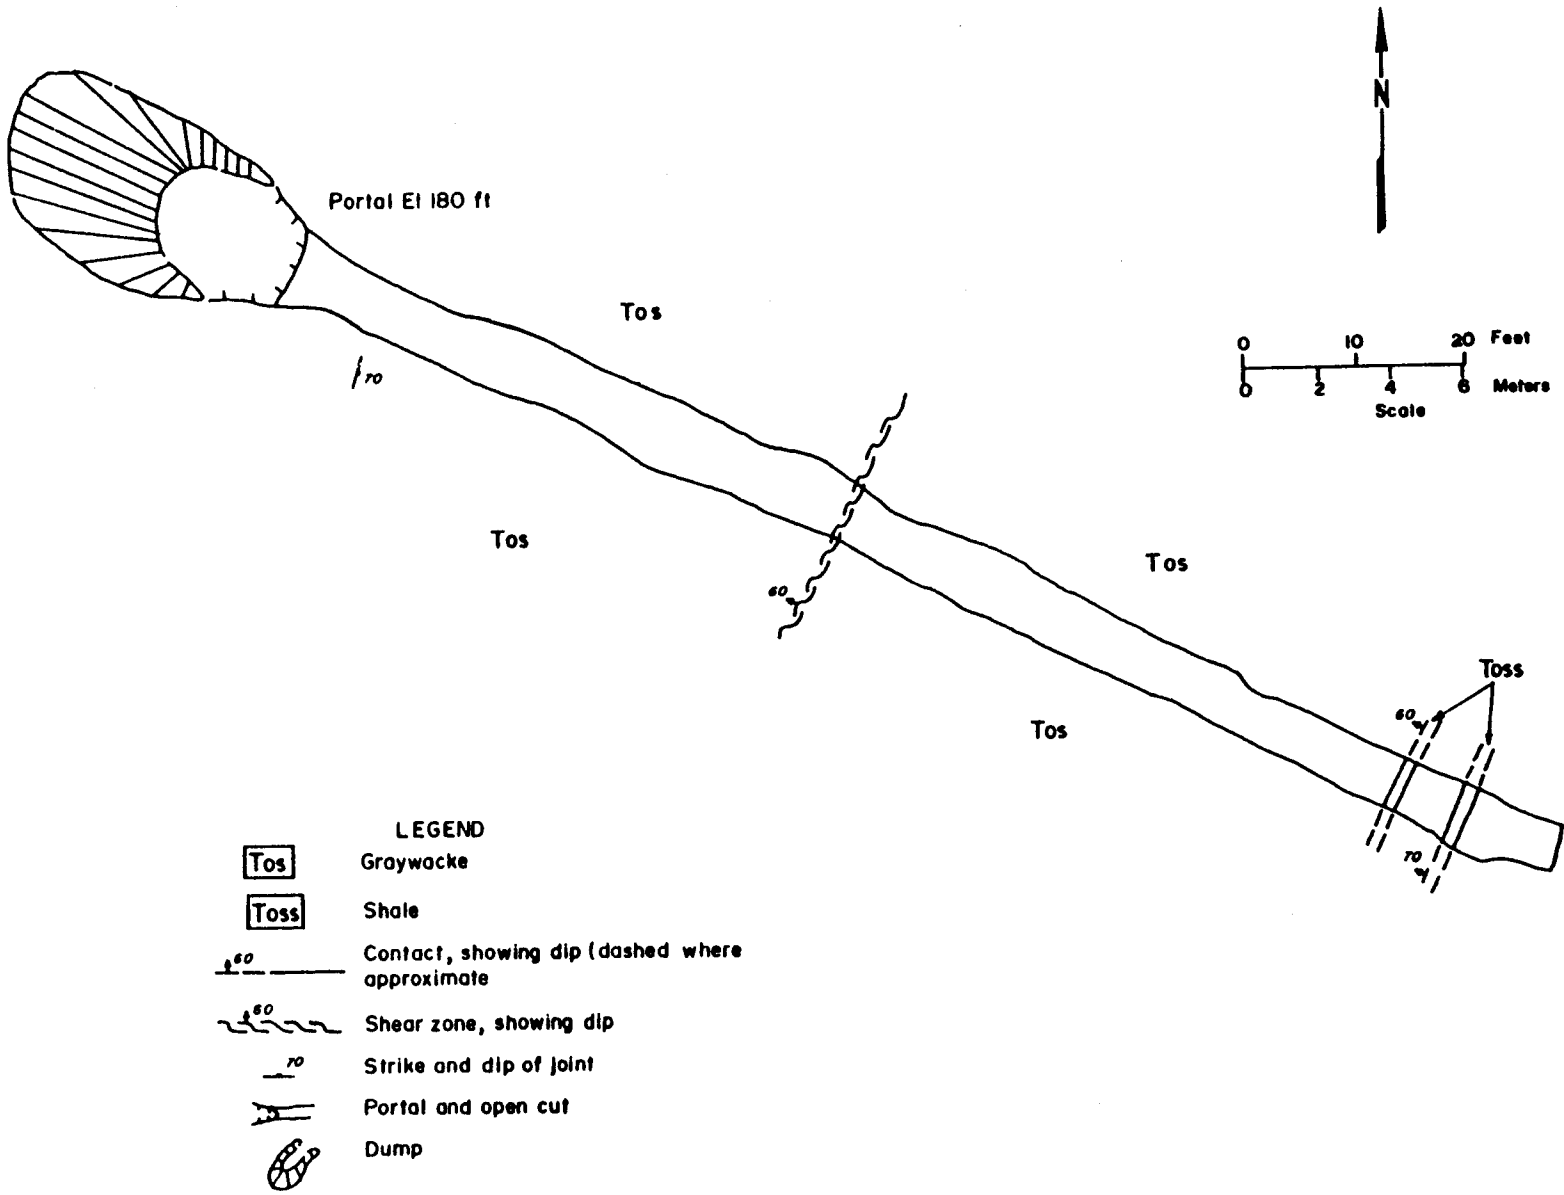 N
Portal El 180 ft
Tos
0 10 20 Feet
0 2 4 6 Meters
Scale
70
Tos
60
Tos
Tos
Toss
60
70
LEGEND
Tos Graywacke
Toss Shale
60 Contact, showing dip (dashed where
approximate
60 Shear zone, showing dip
70 Strike and dip of joint
Portal and open cut
Dump